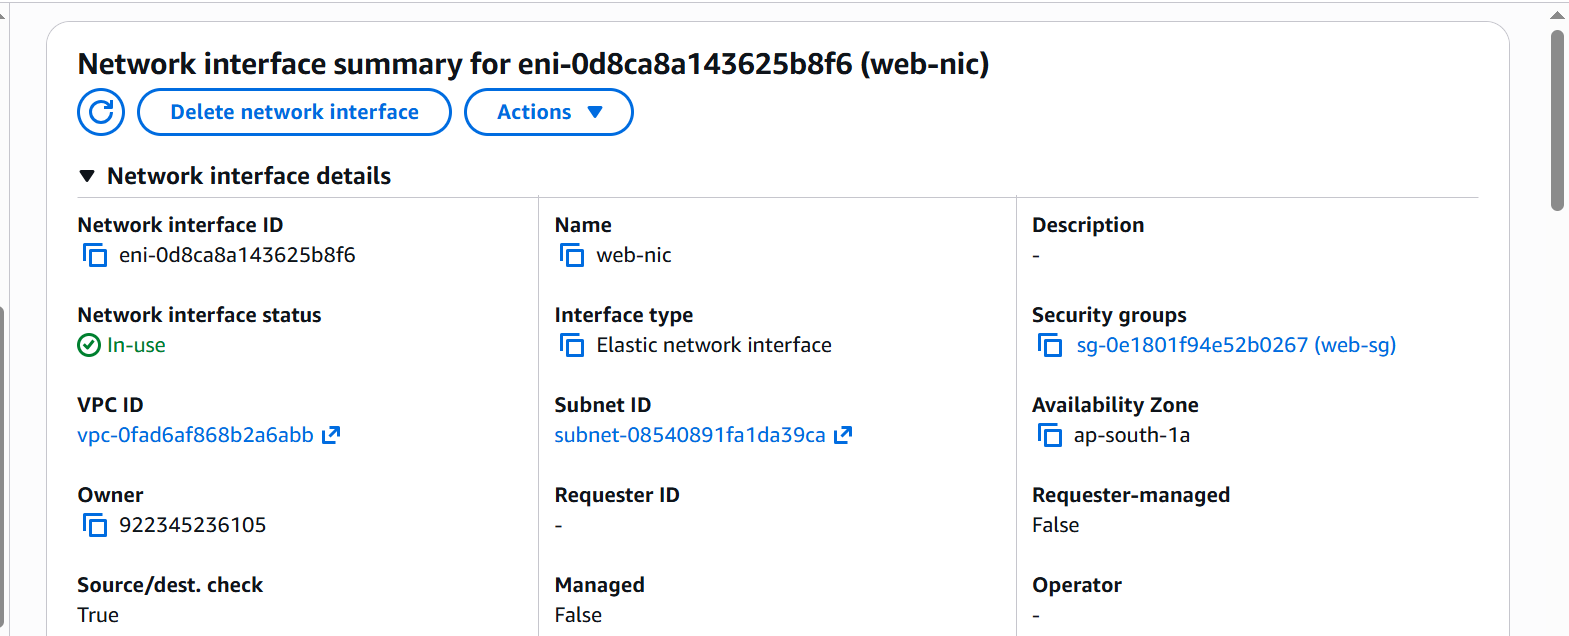 Network interface summary for eni-0d8ca8a143625b8f6 (web-nic)
Delete network interface
Actions
Network interface details
Network interface ID
eni-0d8ca8a143625b8f6
Name
web-nic
Description
-
Network interface status
In-use
Interface type
Elastic network interface
Security groups
sg-0e1801f94e52b0267 (web-sg)
VPC ID
vpc-0fad6af868b2a6abb
Subnet ID
subnet-08540891fa1da39ca
Availability Zone
ap-south-1a
Owner
922345236105
Requester ID
-
Requester-managed
False
Source/dest. check
True
Managed
False
Operator
-